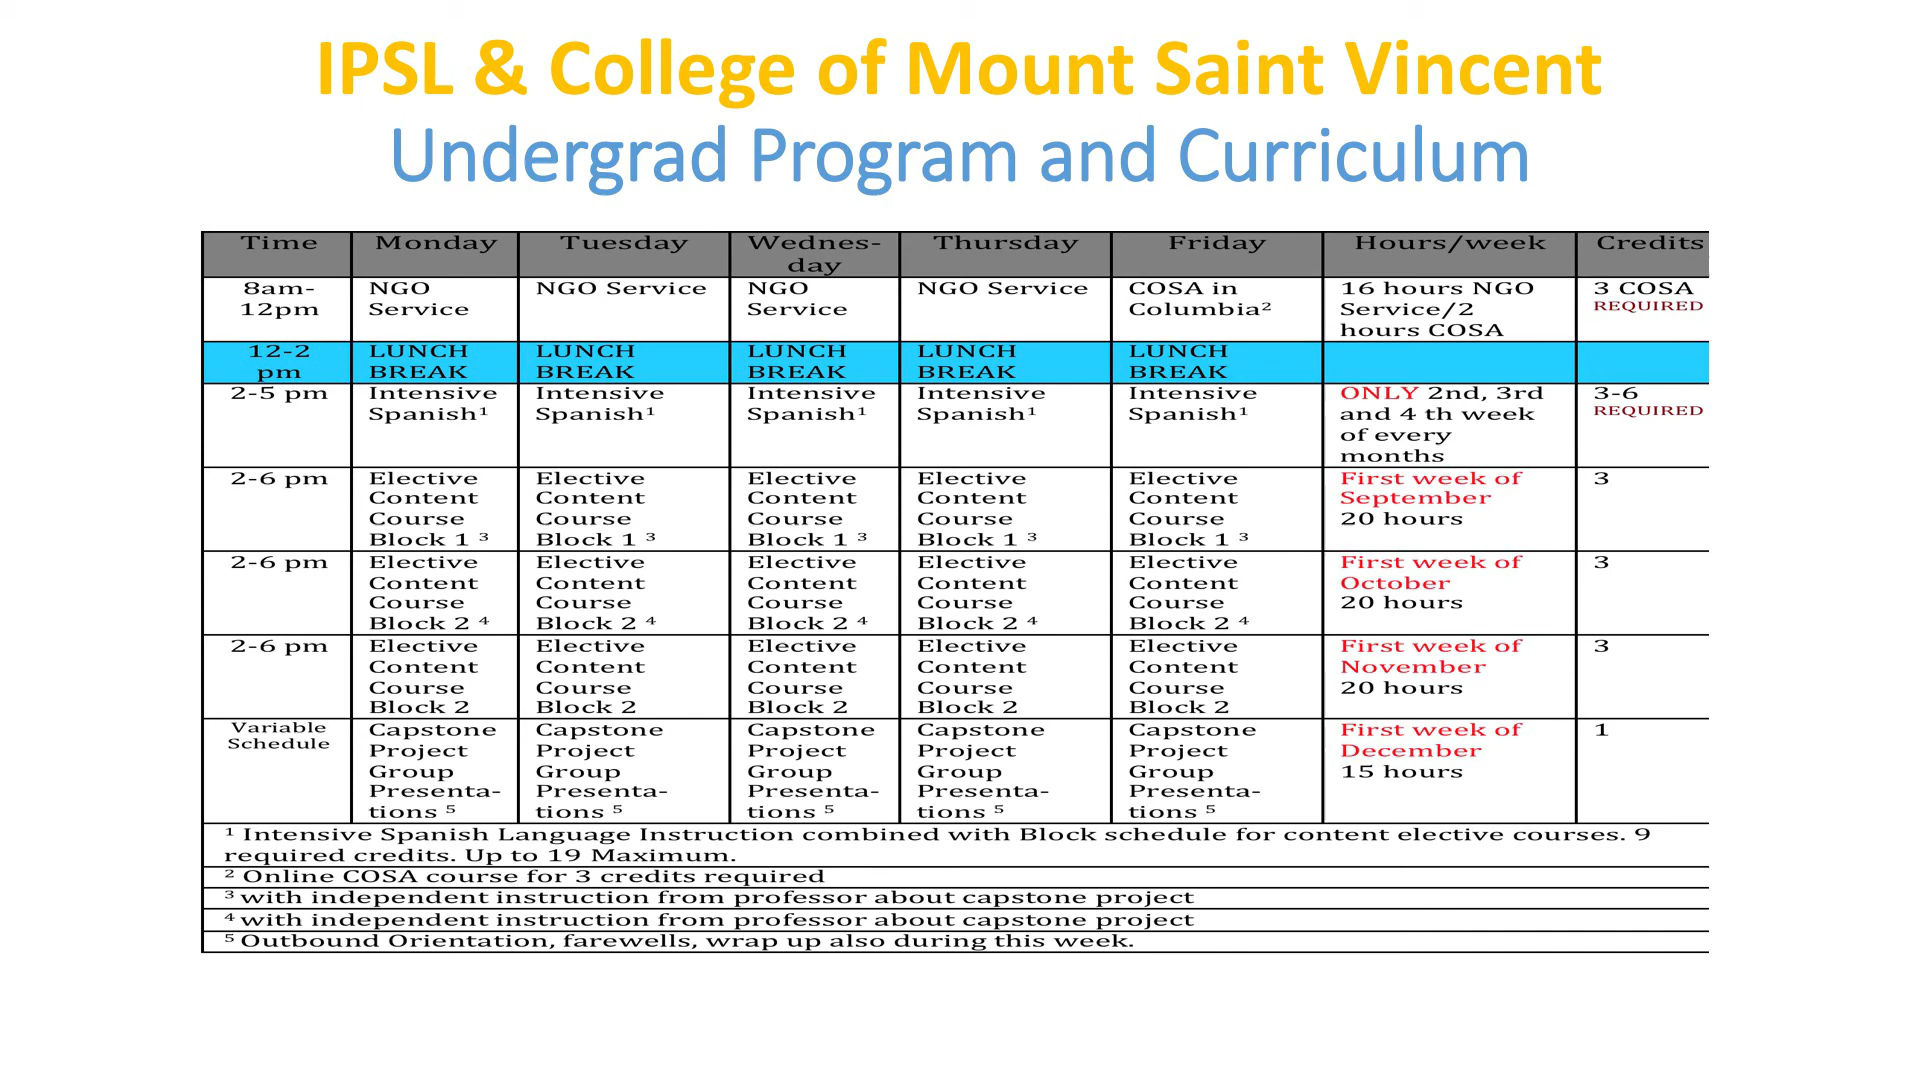 IPSL & College of Mount Saint Vincent
Undergrad Program and Curriculum
Time Monday Tuesday Wednes-day Thursday Friday Hours/week Credits
8am-12pm NGO Service NGO Service NGO Service NGO Service COSA in Columbia² 16 hours NGO Service/2 hours COSA 3 COSA REQUIRED
12-2 pm LUNCH BREAK LUNCH BREAK LUNCH BREAK LUNCH BREAK LUNCH BREAK
2-5 pm Intensive Spanish¹ Intensive Spanish¹ Intensive Spanish¹ Intensive Spanish¹ Intensive Spanish¹ ONLY 2nd, 3rd and 4 th week of every months 3-6 REQUIRED
2-6 pm Elective Content Course Block 1 ³ Elective Content Course Block 1 ³ Elective Content Course Block 1 ³ Elective Content Course Block 1 ³ Elective Content Course Block 1 ³ First week of September 20 hours 3
2-6 pm Elective Content Course Block 2 ⁴ Elective Content Course Block 2 ⁴ Elective Content Course Block 2 ⁴ Elective Content Course Block 2 ⁴ Elective Content Course Block 2 ⁴ First week of October 20 hours 3
2-6 pm Elective Content Course Block 2 Elective Content Course Block 2 Elective Content Course Block 2 Elective Content Course Block 2 Elective Content Course Block 2 First week of November 20 hours 3
Variable Schedule Capstone Project Group Presenta-tions ⁵ Capstone Project Group Presenta-tions ⁵ Capstone Project Group Presenta-tions ⁵ Capstone Project Group Presenta-tions ⁵ Capstone Project Group Presenta-tions ⁵ First week of December 15 hours 1
¹ Intensive Spanish Language Instruction combined with Block schedule for content elective courses. 9
required credits. Up to 19 Maximum.
² Online COSA course for 3 credits required
³ with independent instruction from professor about capstone project
⁴ with independent instruction from professor about capstone project
⁵ Outbound Orientation, farewells, wrap up also during this week.